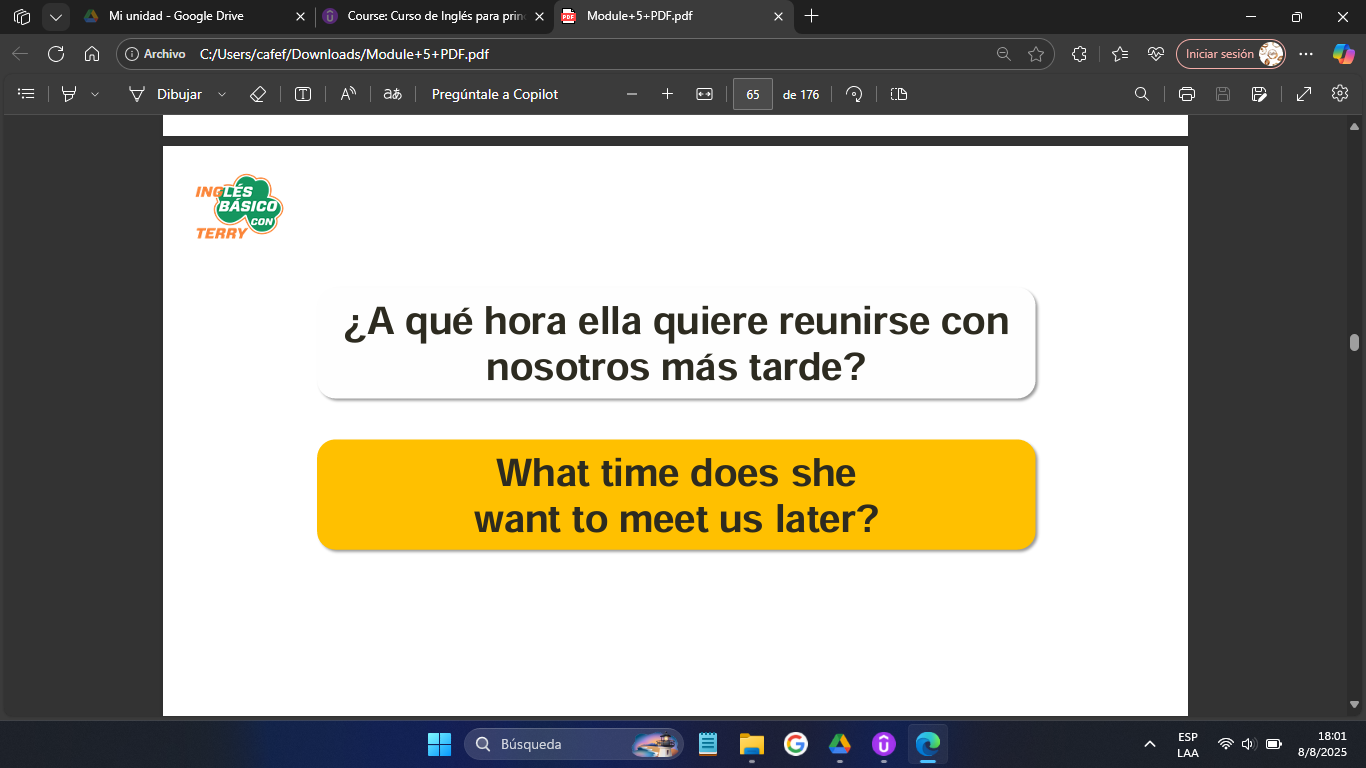 Mi unidad - Google Drive
Course: Curso de Inglés para prin
Module+5+PDF.pdf
Archivo
C:/Users/cafef/Downloads/Module+5+PDF.pdf
Iniciar sesión
Dibujar
aあ
Pregúntale a Copilot
65
de 176
INGLÉS
BÁSICO
CON
TERRY
¿A qué hora ella quiere reunirse con
nosotros más tarde?
What time does she
want to meet us later?
Búsqueda
ESP
LAA
18:01
8/8/2025